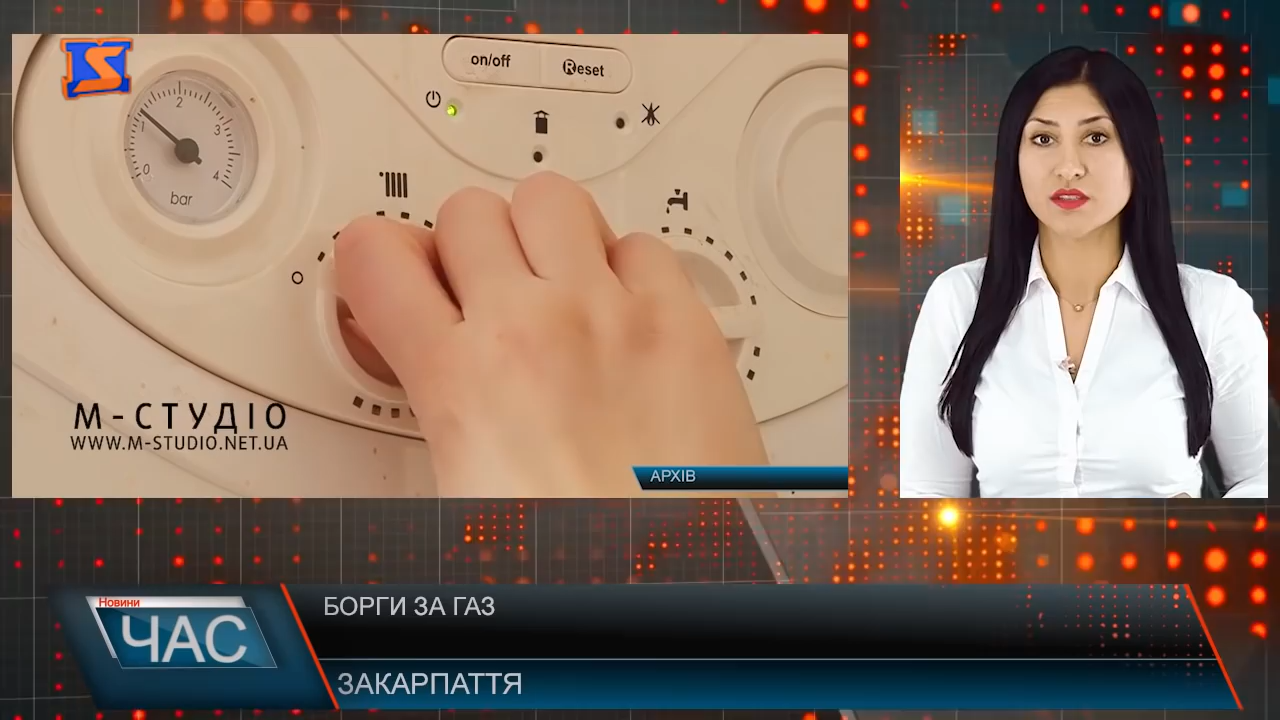 on/off
Reset
2
1
3
0
4
bar
М-СТУДІО
WWW.M-STUDIO.NET.UA
АРХІВ
Новини
ЧАС
БОРГИ ЗА ГАЗ
ЗАКАРПАТТЯ